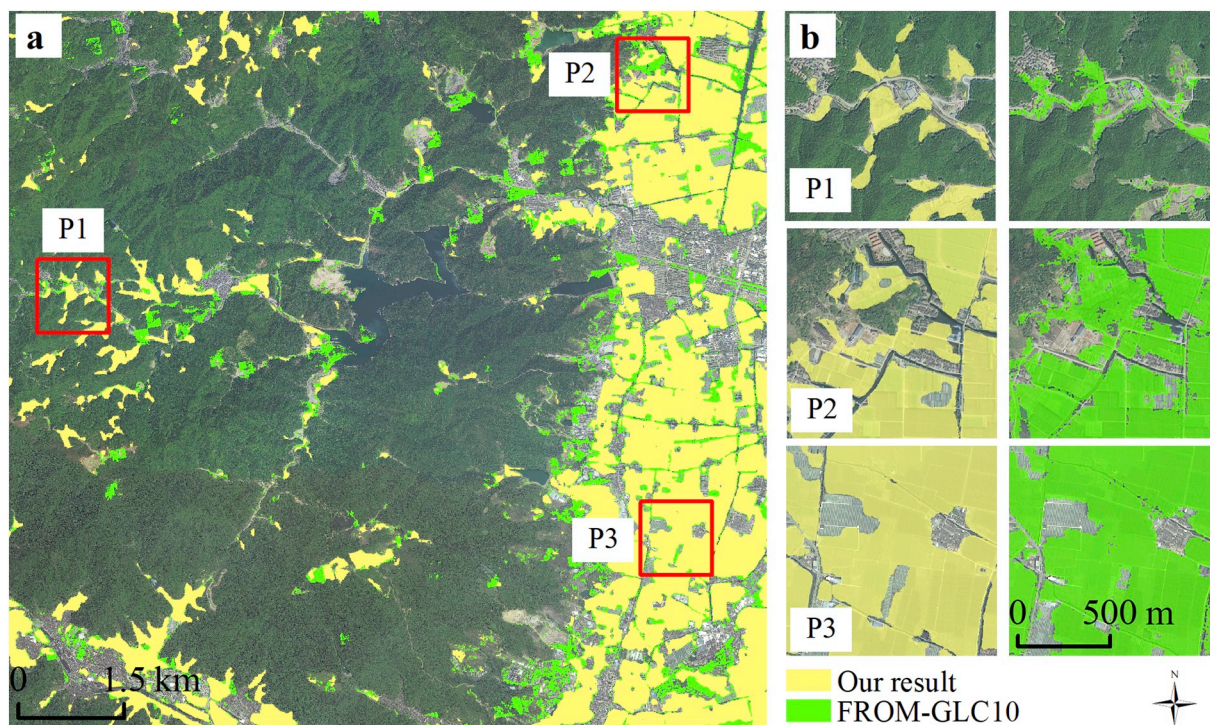 a
P2
P1
P3
0 1.5 km
b
P1
P2
P3
0 500 m
Our result
FROM-GLC10
N